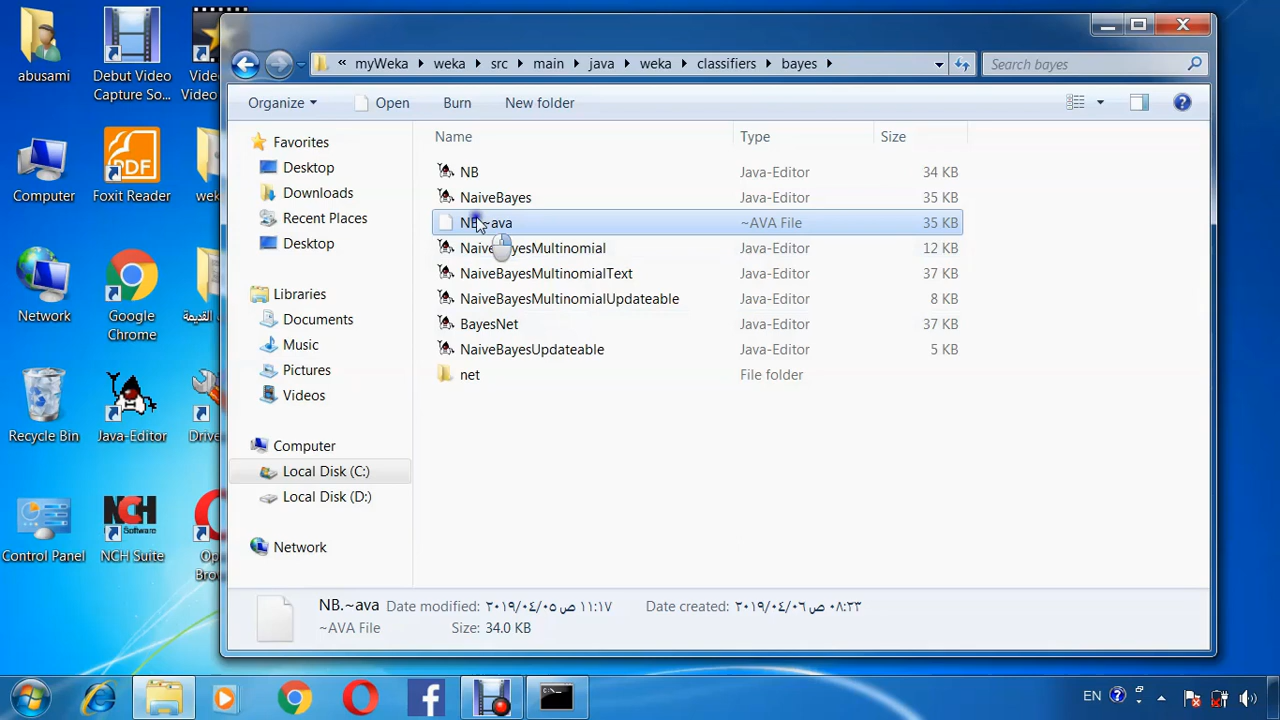 abusami
Debut Video
Capture So...
Computer
PDF
Foxit Reader
Network
Google
Chrome
Recycle Bin
Java-Editor
Control Panel
NCH
Software
NCH Suite
« myWeka weka src main java weka classifiers bayes
Search bayes
Organize Open Burn New folder
Favorites
Desktop
Downloads
Recent Places
Desktop
Libraries
Documents
Music
Pictures
Videos
Computer
Local Disk (C:)
Local Disk (D:)
Network
Name Type Size
NB Java-Editor 34 KB
NaiveBayes Java-Editor 35 KB
NB.~ava ~AVA File 35 KB
NaiveBayesMultinomial Java-Editor 12 KB
NaiveBayesMultinomialText Java-Editor 37 KB
NaiveBayesMultinomialUpdateable Java-Editor 8 KB
BayesNet Java-Editor 37 KB
NaiveBayesUpdateable Java-Editor 5 KB
net File folder
NB.~ava Date modified: ٢٠١٩/٠٤/٠٥ ص ١١:١٧ Date created: ٢٠١٩/٠٤/٠٦ ص ٠٨:٢٣
~AVA File Size: 34.0 KB
EN